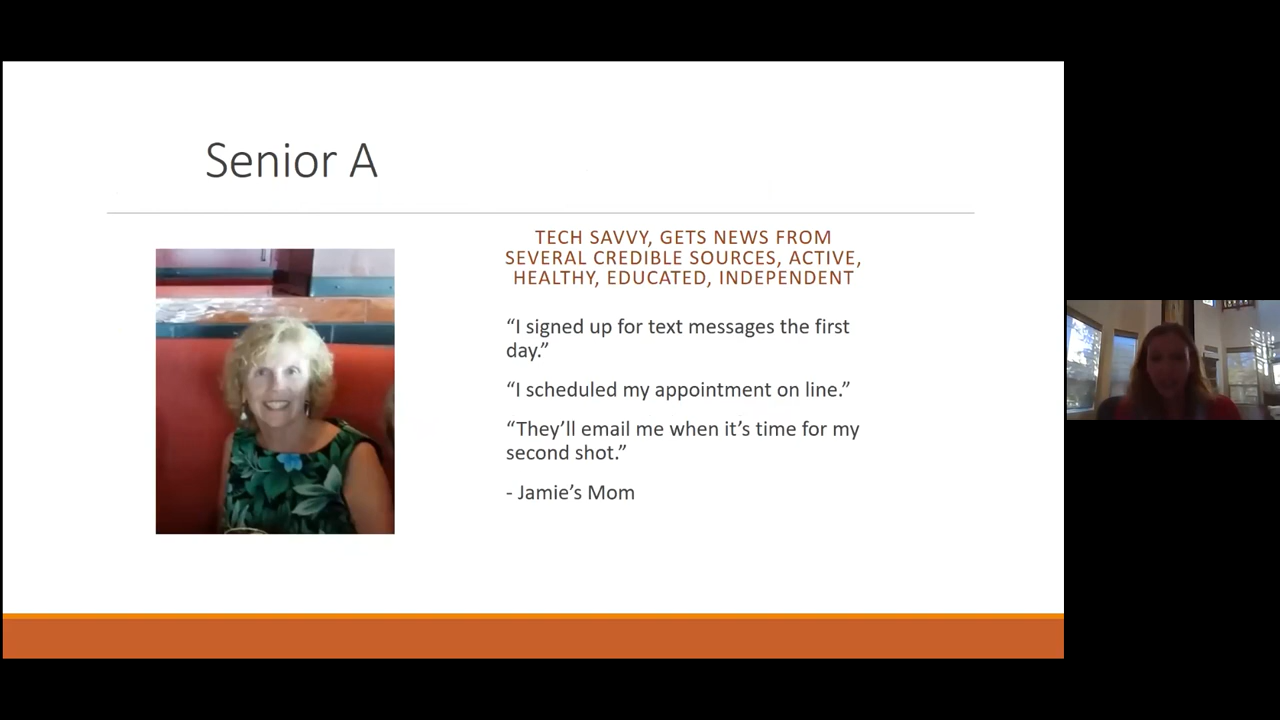 Senior A
TECH SAVVY, GETS NEWS FROM
SEVERAL CREDIBLE SOURCES, ACTIVE,
HEALTHY, EDUCATED, INDEPENDENT
“I signed up for text messages the first
day.”
“I scheduled my appointment on line.”
“They’ll email me when it’s time for my
second shot.”
- Jamie’s Mom